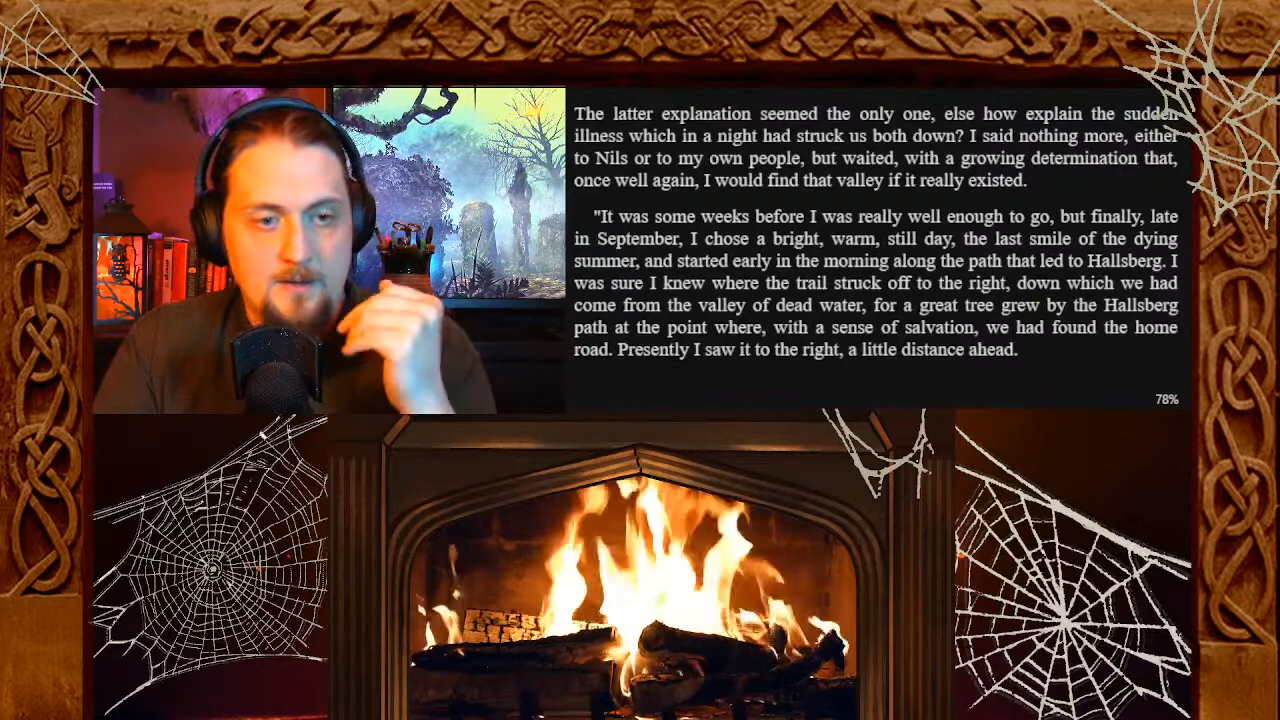 The latter explanation seemed the only one, else how explain the sudden
illness which in a night had struck us both down? I said nothing more, either
to Nils or to my own people, but waited, with a growing determination that,
once well again, I would find that valley if it really existed.
"It was some weeks before I was really well enough to go, but finally, late
in September, I chose a bright, warm, still day, the last smile of the dying
summer, and started early in the morning along the path that led to Hallsberg. I
was sure I knew where the trail struck off to the right, down which we had
come from the valley of dead water, for a great tree grew by the Hallsberg
path at the point where, with a sense of salvation, we had found the home
road. Presently I saw it to the right, a little distance ahead.
78%